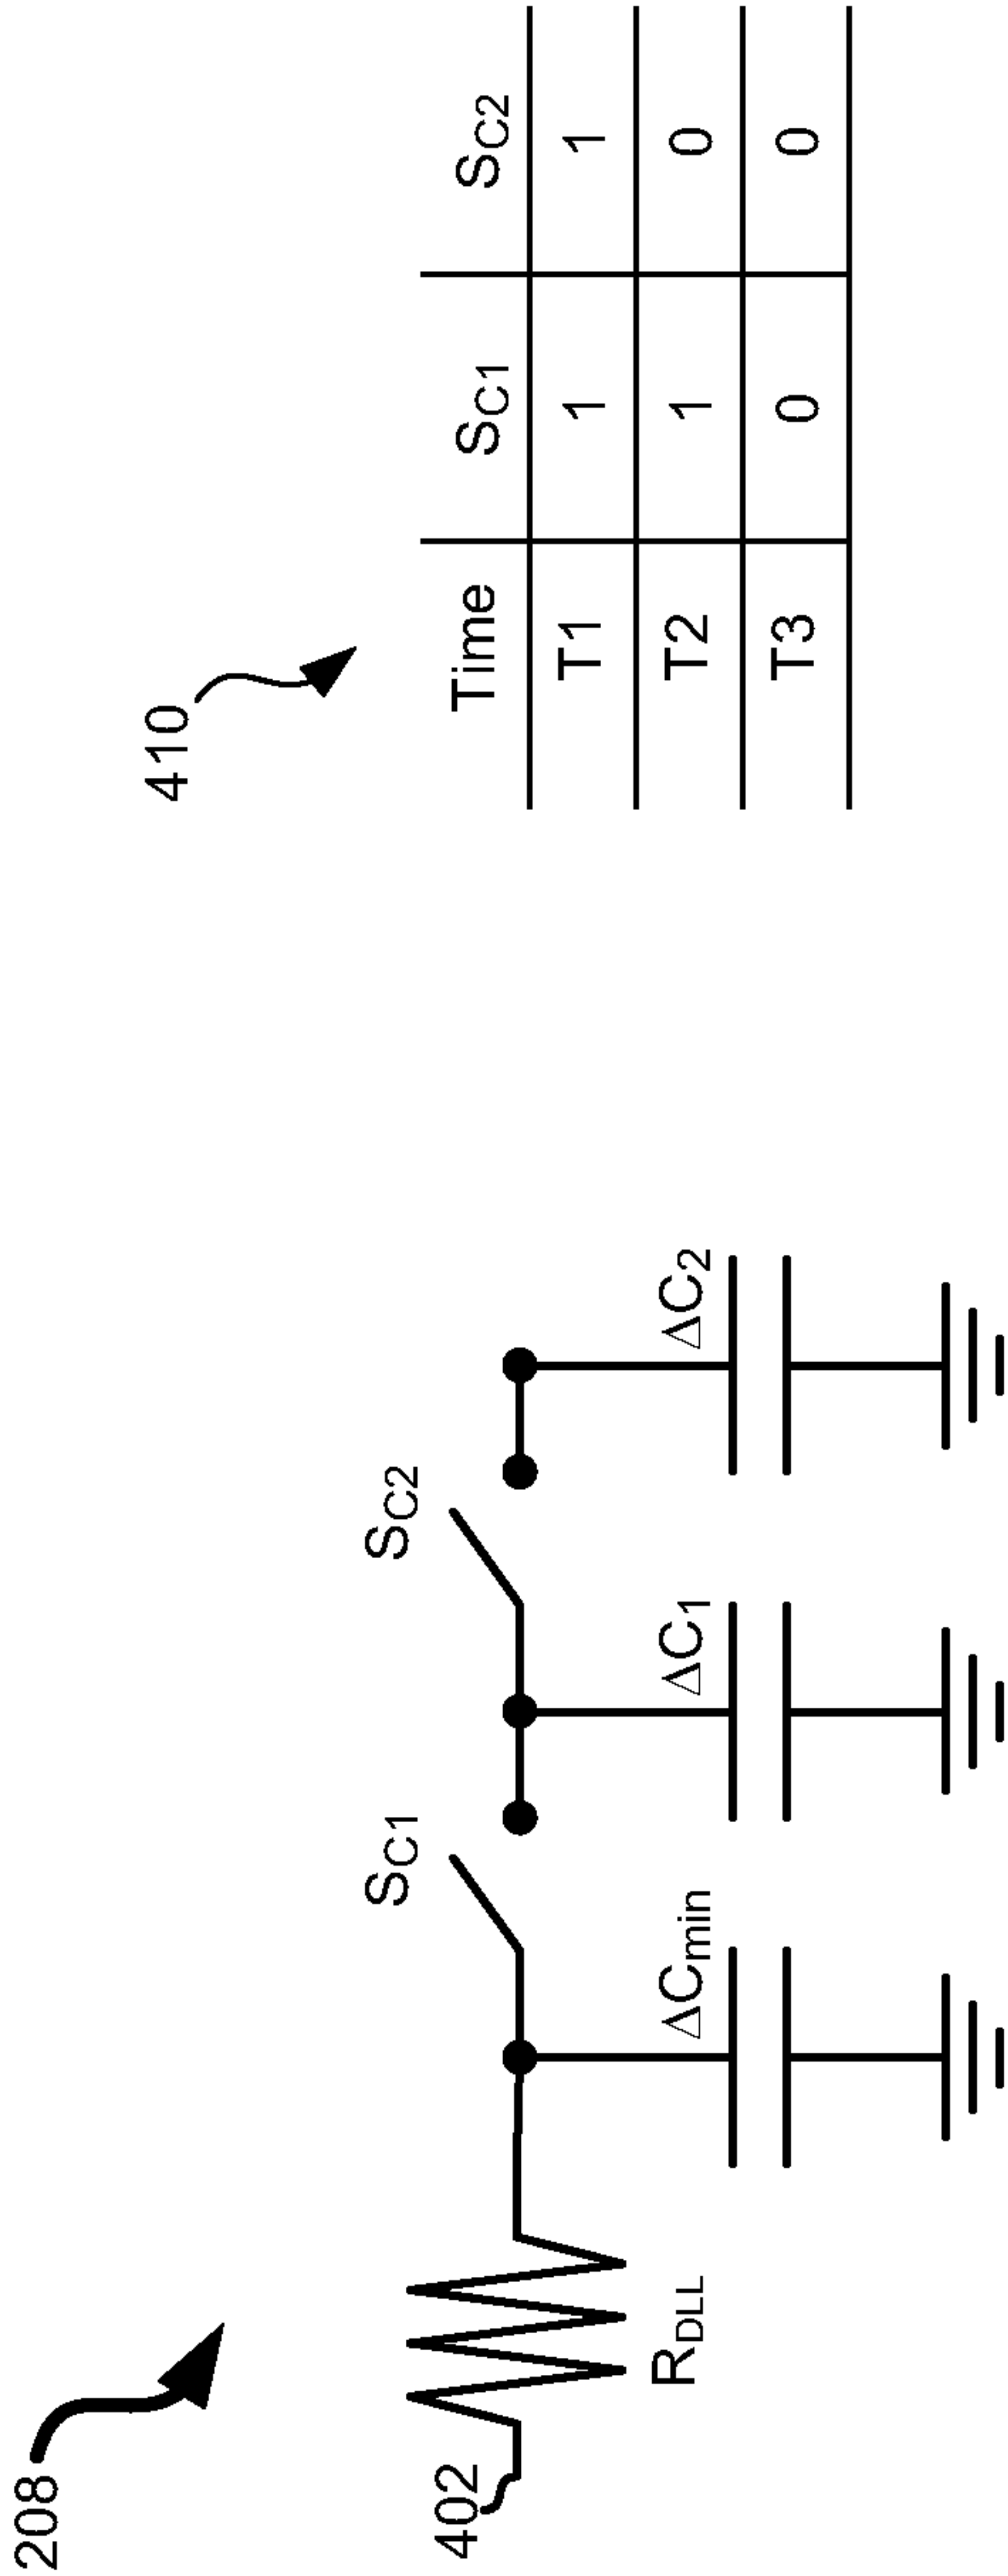 208
402
R_DLL
S_C1
S_C2
ΔC_min
ΔC_1
ΔC_2
410
Time S_C1 S_C2
T1 1 1
T2 1 0
T3 0 0